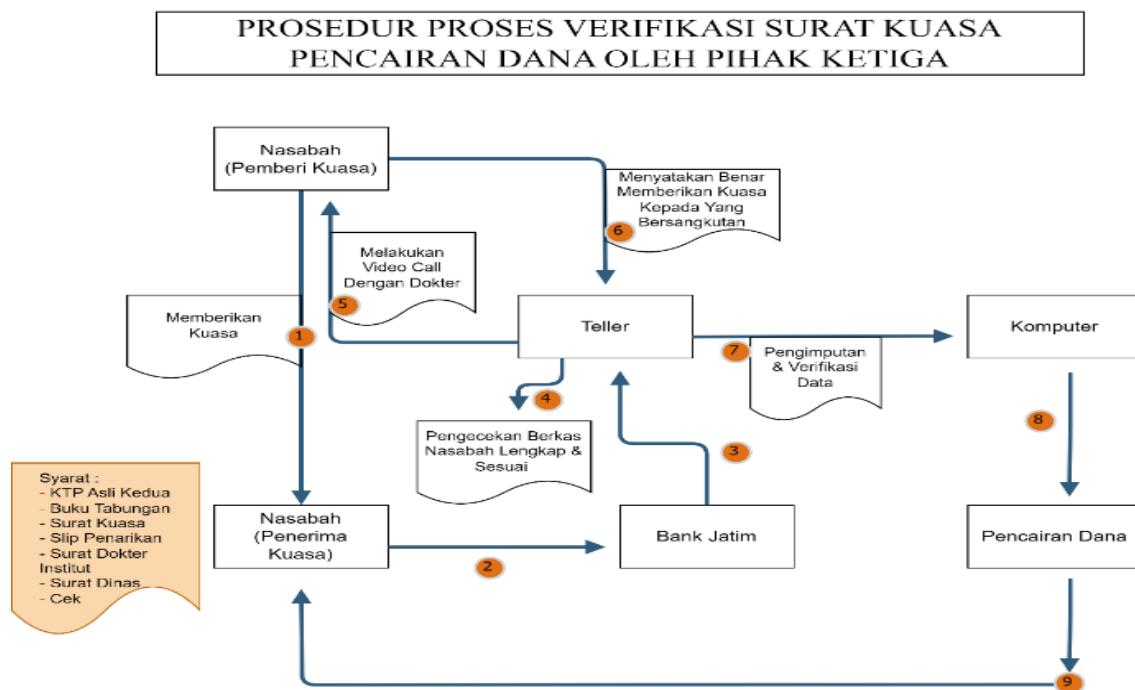 PROSEDUR PROSES VERIFIKASI SURAT KUASA
PENCAIRAN DANA OLEH PIHAK KETIGA
Nasabah
(Pemberi Kuasa)
Menyatakan Benar
Memberikan Kuasa
Kepada Yang
Bersangkutan
6
Melakukan
Video Call
Dengan Dokter
5
Memberikan
Kuasa
1
Teller
Komputer
7
Pengimputan
& Verifikasi
Data
4
8
Pengecekan Berkas
Nasabah Lengkap &
Sesuai
3
Syarat :
- KTP Asli Kedua
- Buku Tabungan
- Surat Kuasa
- Slip Penarikan
- Surat Dokter
Institut
- Surat Dinas
- Cek
Nasabah
(Penerima
Kuasa)
2
Bank Jatim
Pencairan Dana
9